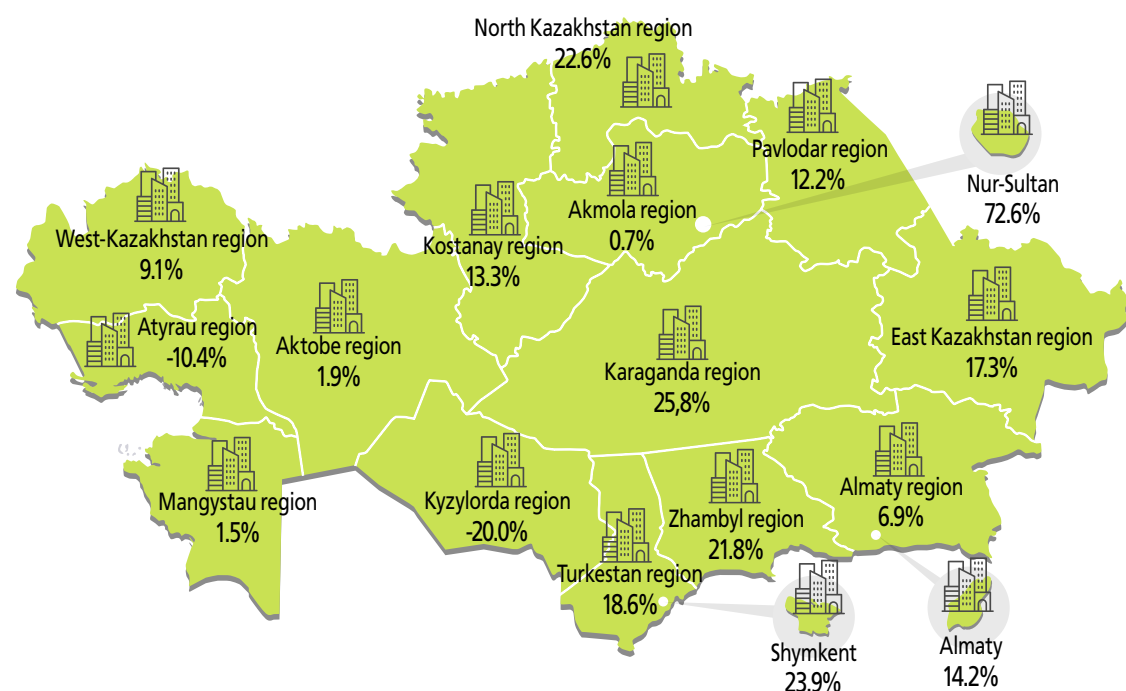 North Kazakhstan region
22.6%
Pavlodar region
12.2%
Nur-Sultan
72.6%
Akmola region
0.7%
West-Kazakhstan region
9.1%
Kostanay region
13.3%
Atyrau region
-10.4%
Aktobe region
1.9%
Karaganda region
25,8%
East Kazakhstan region
17.3%
Mangystau region
1.5%
Kyzylorda region
-20.0%
Zhambyl region
21.8%
Almaty region
6.9%
Turkestan region
18.6%
Shymkent
23.9%
Almaty
14.2%